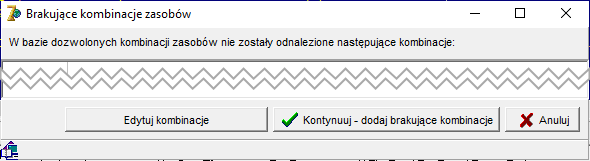 Brakujące kombinacje zasobów
W bazie dozwolonych kombinacji zasobów nie zostały odnalezione następujące kombinacje:
Edytuj kombinacje
Kontynuuj - dodaj brakujące kombinacje
Anuluj